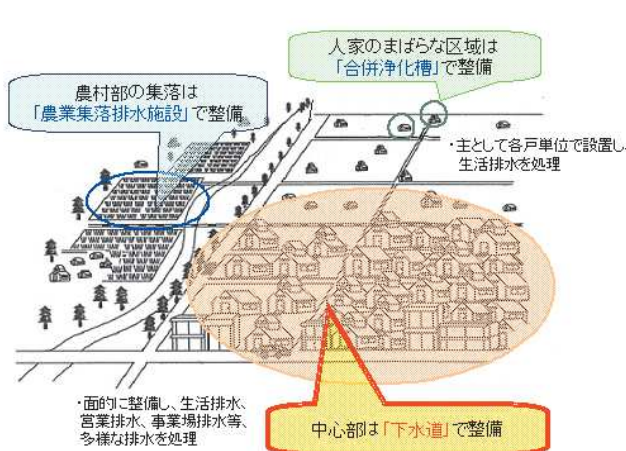 人家のまばらな区域は
「合併浄化槽」で整備
農村部の集落は
「農業集落排水施設」で整備
・主として各戸単位で設置し、
生活排水を処理
・面的に整備し、生活排水、
営業排水、事業場排水等、
多様な排水を処理
中心部は「下水道」で整備